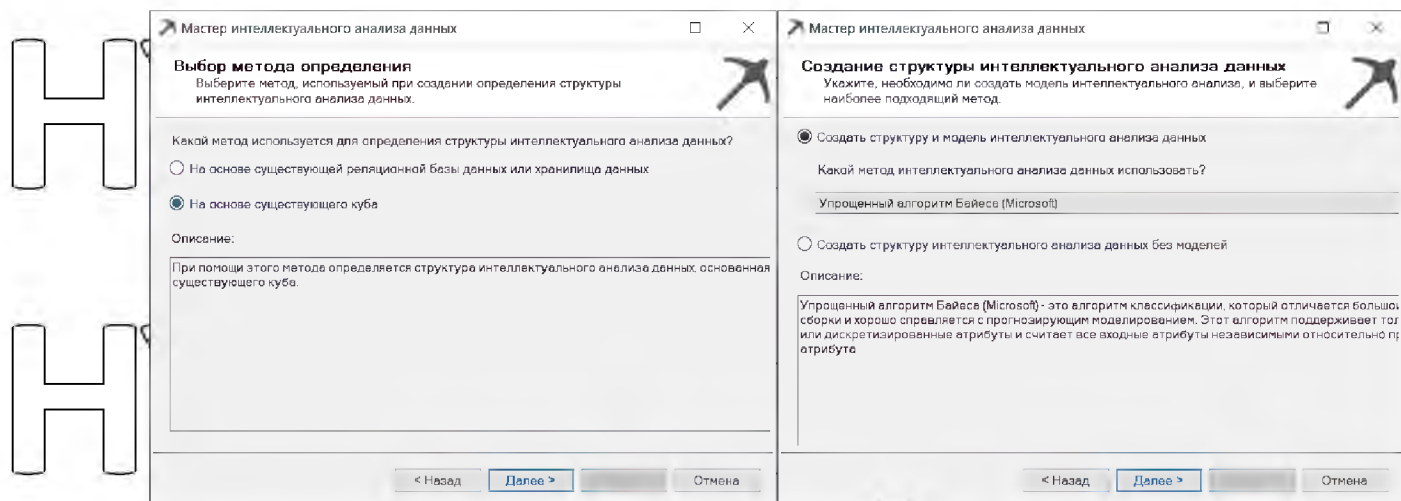 Н
Н
Мастер интеллектуального анализа данных
Выбор метода определения
Выберите метод, используемый при создании определения структуры
интеллектуального анализа данных.
Какой метод используется для определения структуры интеллектуального анализа данных?
На основе существующей реляционной базы данных или хранилища данных
На основе существующего куба
Описание:
При помощи этого метода определяется структура интеллектуального анализа данных, основанная
существующего куба.
< Назад
Далее >
Отмена
Мастер интеллектуального анализа данных
Создание структуры интеллектуального анализа данных
Укажите, необходимо ли создать модель интеллектуального анализа, и выберите
наиболее подходящий метод.
Создать структуру и модель интеллектуального анализа данных
Какой метод интеллектуального анализа данных использовать?
Упрощенный алгоритм Байеса (Microsoft)
Создать структуру интеллектуального анализа данных без моделей
Описание:
Упрощенный алгоритм Байеса (Microsoft) - это алгоритм классификации, который отличается большо
сборки и хорошо справляется с прогнозирующим моделированием. Этот алгоритм поддерживает тол
или дискретизированные атрибуты и считает все входные атрибуты независимыми относительно пр
атрибута
< Назад
Далее >
Отмена